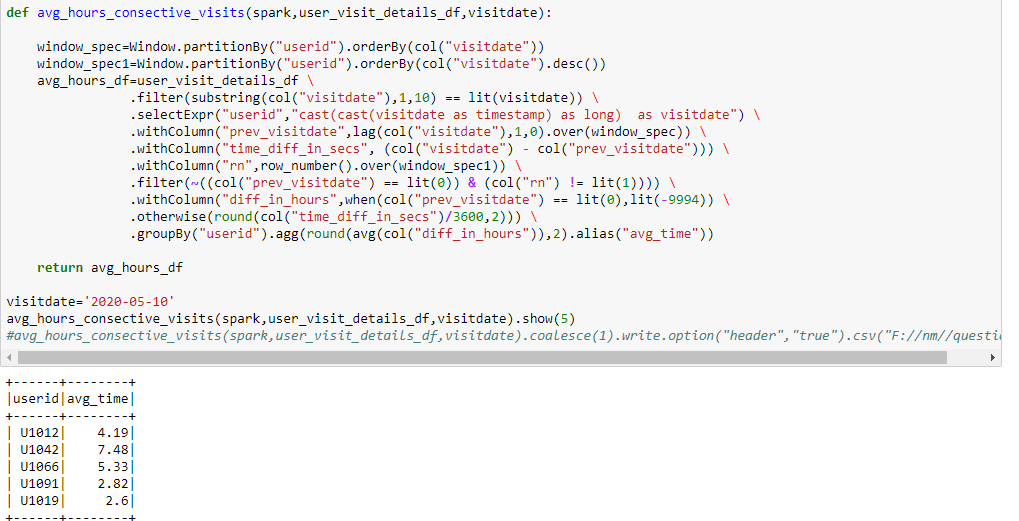 def avg_hours_consective_visits(spark,user_visit_details_df,visitdate):
    window_spec=Window.partitionBy("userid").orderBy(col("visitdate"))
    window_spec1=Window.partitionBy("userid").orderBy(col("visitdate").desc())
    avg_hours_df=user_visit_details_df \
                .filter(substring(col("visitdate"),1,10) == lit(visitdate)) \
                .selectExpr("userid","cast(cast(visitdate as timestamp) as long)  as visitdate") \
                .withColumn("prev_visitdate",lag(col("visitdate"),1,0).over(window_spec)) \
                .withColumn("time_diff_in_secs", (col("visitdate") - col("prev_visitdate"))) \
                .withColumn("rn",row_number().over(window_spec1)) \
                .filter(~((col("prev_visitdate") == lit(0)) & (col("rn") != lit(1)))) \
                .withColumn("diff_in_hours",when(col("prev_visitdate") == lit(0),lit(-9994)) \
                .otherwise(round(col("time_diff_in_secs")/3600,2))) \
                .groupBy("userid").agg(round(avg(col("diff_in_hours")),2).alias("avg_time"))
    return avg_hours_df
visitdate='2020-05-10'
avg_hours_consective_visits(spark,user_visit_details_df,visitdate).show(5)
#avg_hours_consective_visits(spark,user_visit_details_df,visitdate).coalesce(1).write.option("header","true").csv("F://nm//questi
+------+--------+
|userid|avg_time|
+------+--------+
| U1012|    4.19|
| U1042|    7.48|
| U1066|    5.33|
| U1091|    2.82|
| U1019|     2.6|
+------+--------+